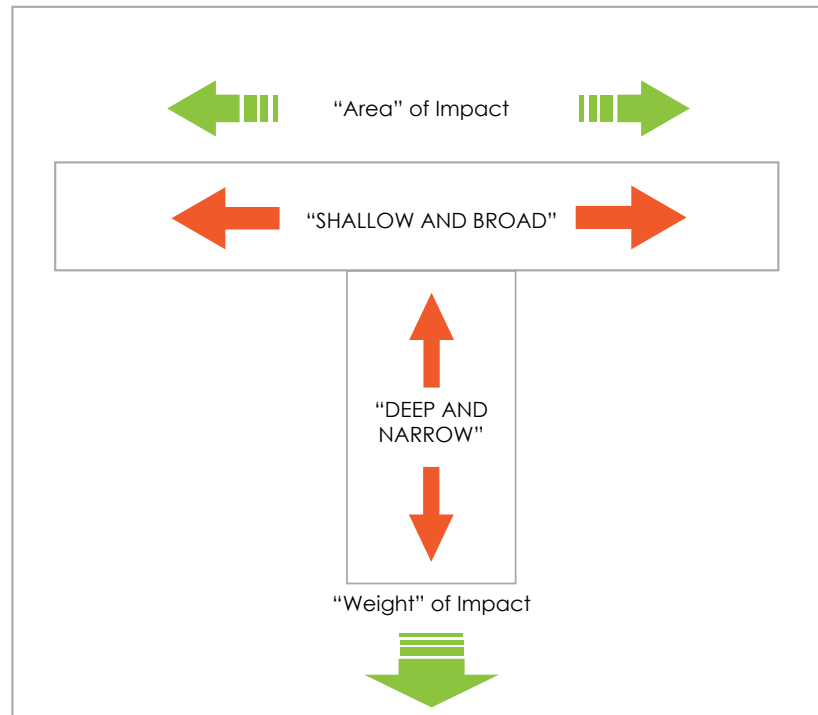 “Area” of Impact
“SHALLOW AND BROAD”
“DEEP AND
NARROW”
“Weight” of Impact